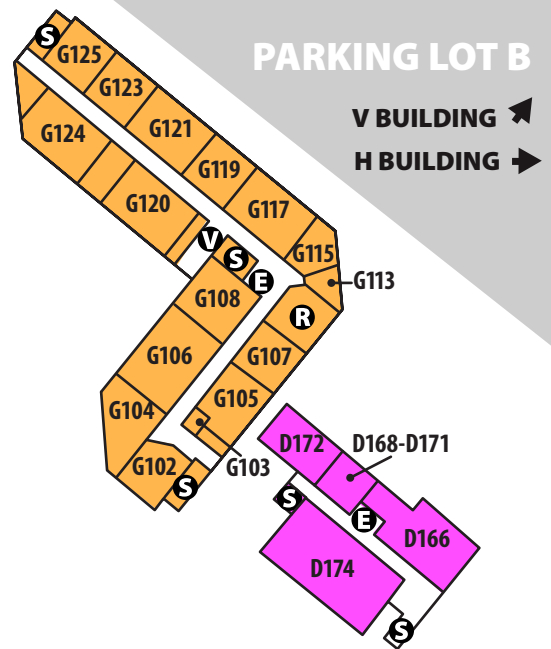 PARKING LOT B
V BUILDING
H BUILDING
S
G125
G123
G124
G121
G119
G120
G117
V
S
G115
E
G113
G108
R
G106
G107
G105
G104
G103
G102
S
D172
D168-D171
S
E
D166
D174
S